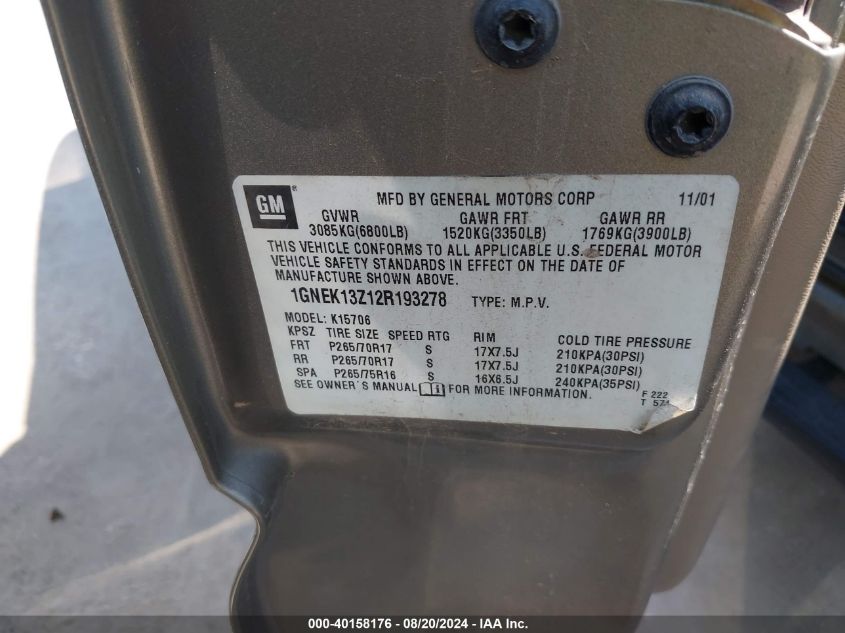 GM ® MFD BY GENERAL MOTORS CORP 11/01
GVWR GAWR FRT GAWR RR
3085KG(6800LB) 1520KG(3350LB) 1769KG(3900LB)
THIS VEHICLE CONFORMS TO ALL APPLICABLE U.S. FEDERAL MOTOR
VEHICLE SAFETY STANDARDS IN EFFECT ON THE DATE OF
MANUFACTURE SHOWN ABOVE.
1GNEK13Z12R193278 TYPE: M.P.V.
MODEL: K15706
KPSZ TIRE SIZE SPEED RTG RIM COLD TIRE PRESSURE
FRT P265/70R17 S 17X7.5J 210KPA(30PSI)
RR P265/70R17 S 17X7.5J 210KPA(30PSI)
SPA P265/75R16 S 16X6.5J 240KPA(35PSI)
SEE OWNER'S MANUAL FOR MORE INFORMATION.
F 222
T 571
000-40158176 - 08/20/2024 - IAA Inc.